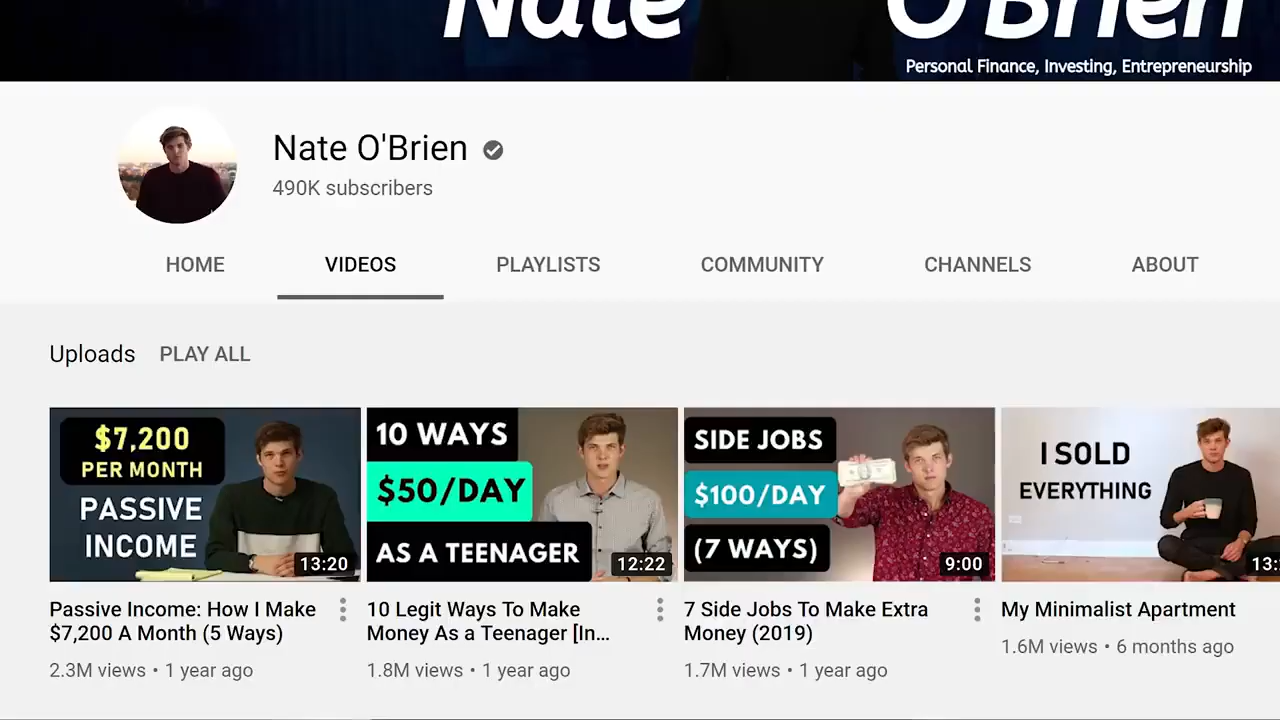 Nate O'Brien
Personal Finance, Investing, Entrepreneurship
Nate O'Brien
490K subscribers
HOME VIDEOS PLAYLISTS COMMUNITY CHANNELS ABOUT
Uploads PLAY ALL
$7,200
PER MONTH
PASSIVE
INCOME
13:20
10 WAYS
$50/DAY
AS A TEENAGER
12:22
SIDE JOBS
$100/DAY
(7 WAYS)
9:00
I SOLD
EVERYTHING
Passive Income: How I Make
$7,200 A Month (5 Ways)
2.3M views • 1 year ago
10 Legit Ways To Make
Money As a Teenager [In...
1.8M views • 1 year ago
7 Side Jobs To Make Extra
Money (2019)
1.7M views • 1 year ago
My Minimalist Apartment
1.6M views • 6 months ago